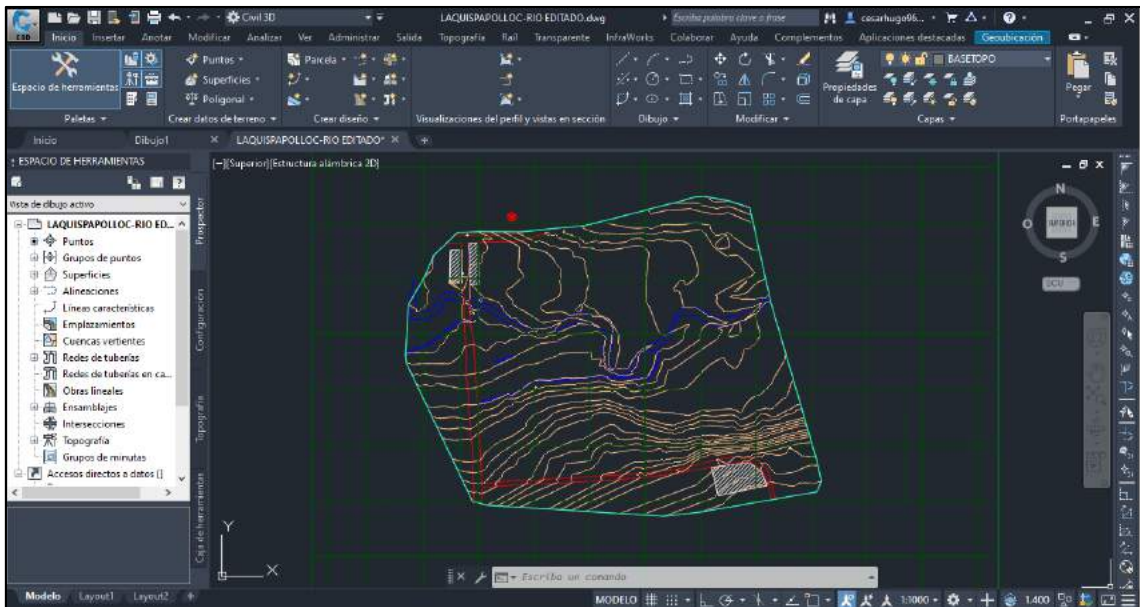 C3D Civil 3D LAQUISPAPOLLOC-RIO EDITADO.dwg Escriba palabra clave o frase cesarhugo96...
Inicio Insertar Anotar Modificar Analizar Ver Administrar Salida Topografía Rail Transparente InfraWorks Colaborar Ayuda Complementos Aplicaciones destacadas Geoubicación
Espacio de herramientas
Puntos
Superficies
Poligonal
Parcela
Propiedades de capa
BASETOPO
Pegar
Paletas Crear datos de terreno Crear diseño Visualizaciones del perfil y vistas en sección Dibujo Modificar Capas Portapapeles
Inicio Dibujo1 LAQUISPAPOLLOC-RIO EDITADO*
ESPACIO DE HERRAMIENTAS
[-][Superior][Estructura alámbrica 2D]
Vista de dibujo activo
LAQUISPAPOLLOC-RIO ED...
Puntos
Grupos de puntos
Superficies
Alineaciones
Líneas características
Emplazamientos
Cuencas vertientes
Redes de tuberías
Redes de tuberías en ca...
Obras lineales
Ensamblajes
Intersecciones
Topografía
Grupos de minutas
Accesos directos a datos []
Prospector
Configuración
Topografía
Caja de herramientas
N
O SUPERIOR E
S
Y
X
Escriba un comando
Modelo Layout1 Layout2 +
MODELO 1:1000 1.400